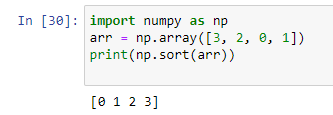 In [30]: import numpy as np
arr = np.array([3, 2, 0, 1])
print(np.sort(arr))
[0 1 2 3]